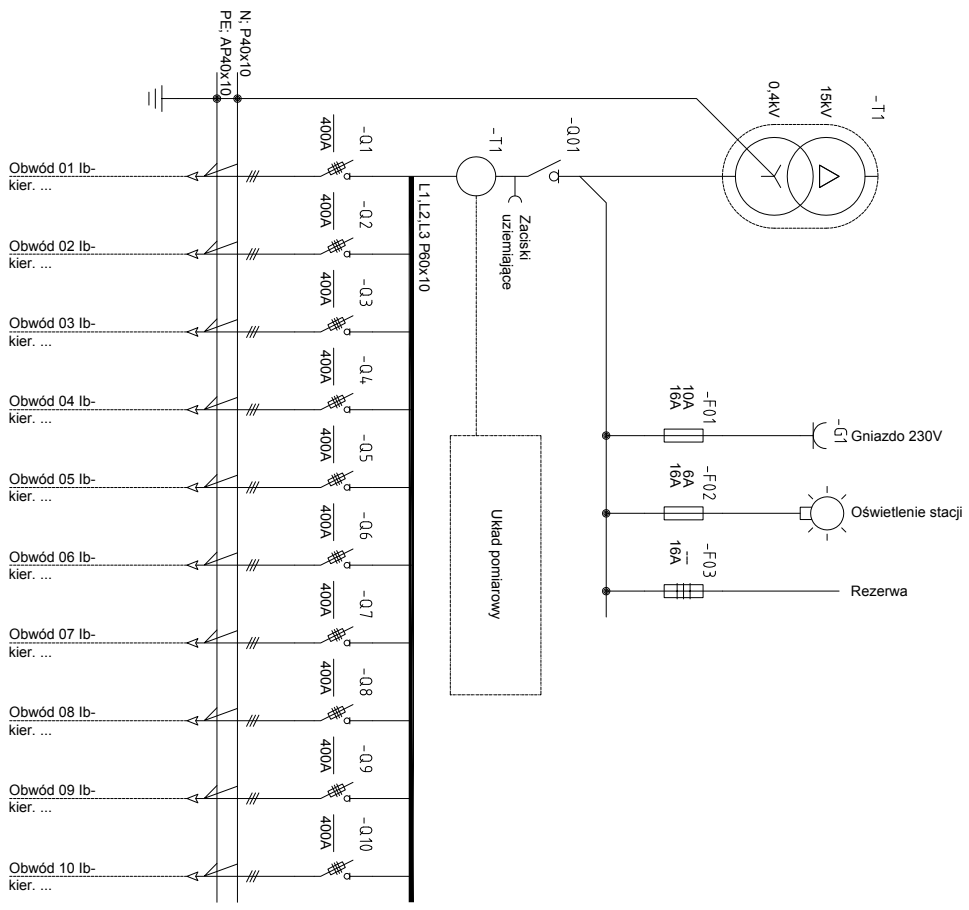 -T1
15kV
0,4kV
N; P40x10
PE; AP40x10
-Q01
-T1
Zaciski
uziemiające
L1,L2,L3 P60x10
-F01
10A
16A
-G1
Gniazdo 230V
-F02
6A
16A
Oświetlenie stacji
-F03
--
16A
Rezerwa
Układ pomiarowy
-Q1
400A
-Q2
400A
-Q3
400A
-Q4
400A
-Q5
400A
-Q6
400A
-Q7
400A
-Q8
400A
-Q9
400A
-Q10
400A
Obwód 01 Ib-
kier. ...
Obwód 02 Ib-
kier. ...
Obwód 03 Ib-
kier. ...
Obwód 04 Ib-
kier. ...
Obwód 05 Ib-
kier. ...
Obwód 06 Ib-
kier. ...
Obwód 07 Ib-
kier. ...
Obwód 08 Ib-
kier. ...
Obwód 09 Ib-
kier. ...
Obwód 10 Ib-
kier. ...